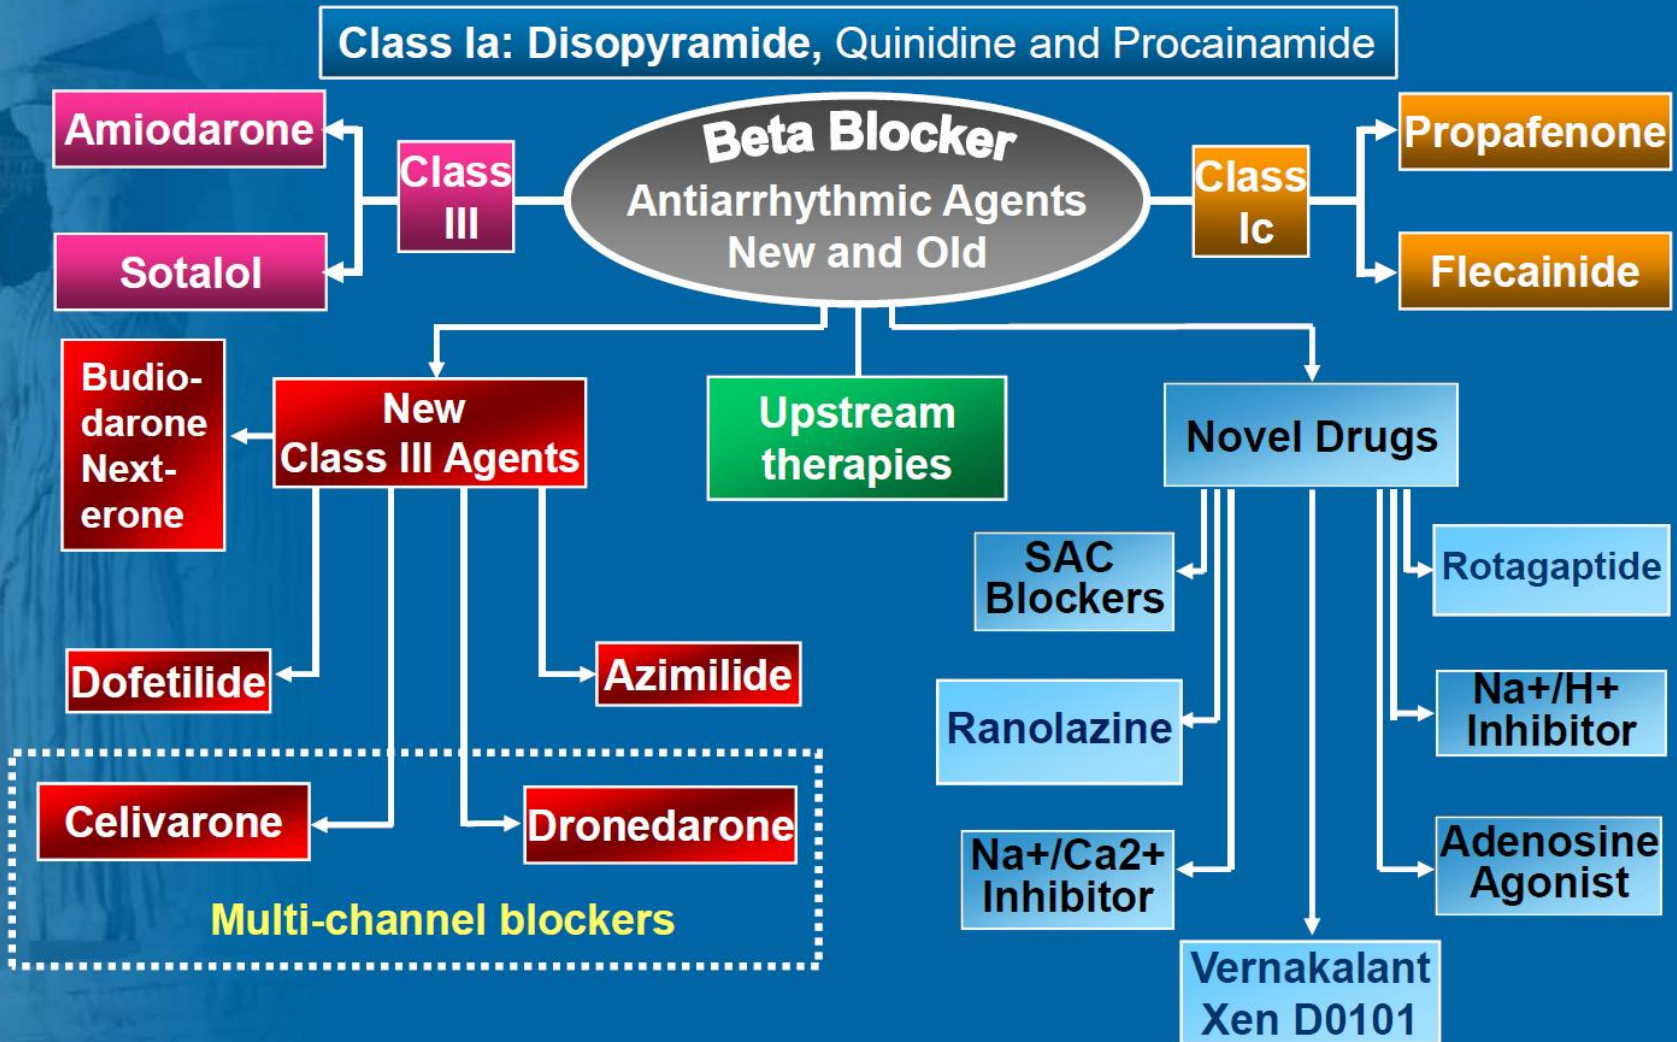 Class Ia: Disopyramide, Quinidine and Procainamide
Amiodarone
Sotalol
Class
III
Beta Blocker
Antiarrhythmic Agents
New and Old
Class
Ic
Propafenone
Flecainide
Budio-
darone
Next-
erone
New
Class III Agents
Upstream
therapies
Novel Drugs
Dofetilide
Azimilide
Celivarone
Dronedarone
Multi-channel blockers
SAC
Blockers
Ranolazine
Na+/Ca2+
Inhibitor
Vernakalant
Xen D0101
Rotagaptide
Na+/H+
Inhibitor
Adenosine
Agonist